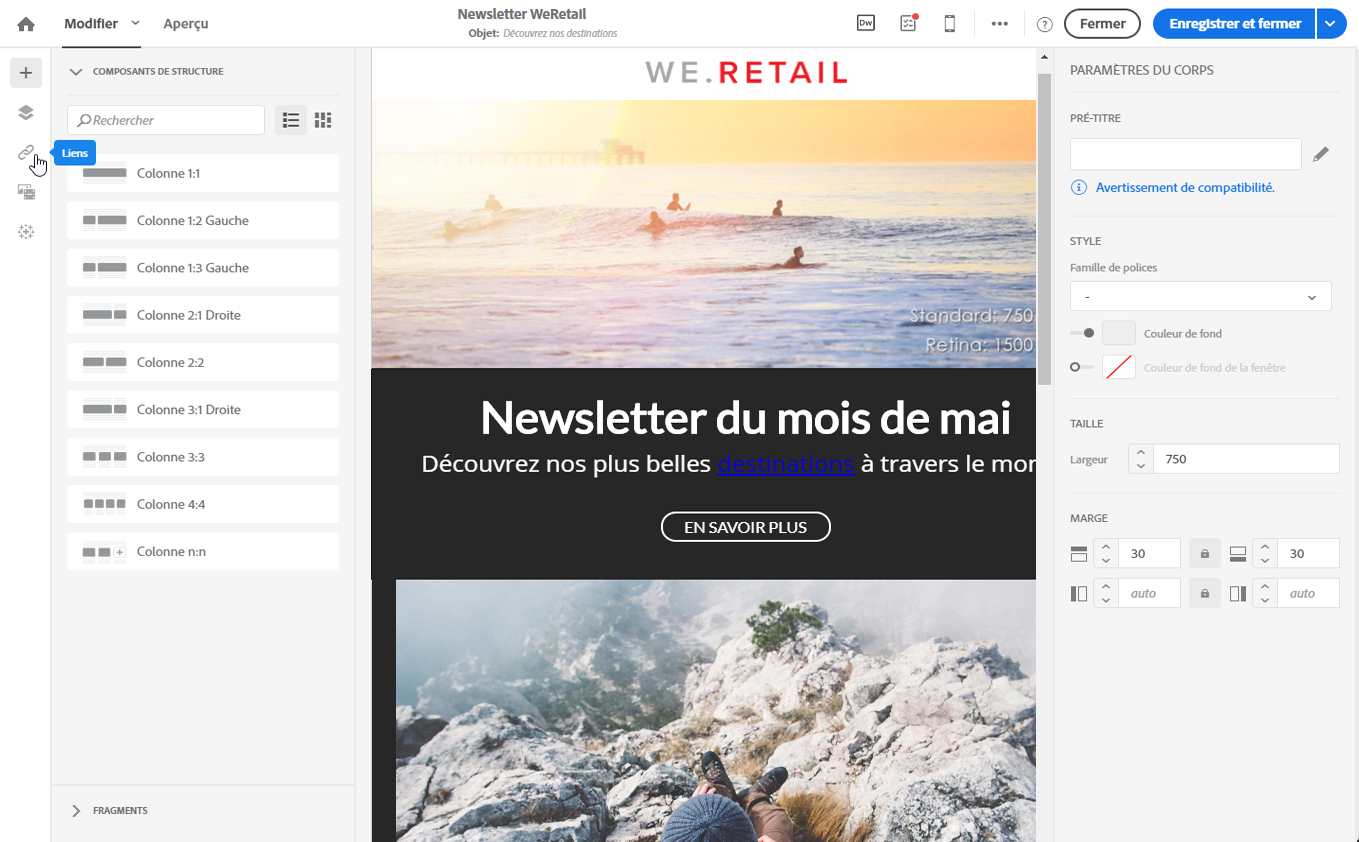 Modifier
Aperçu
Newsletter WeRetail
Objet: Découvrez nos destinations
Dw
Fermer
Enregistrer et fermer
COMPOSANTS DE STRUCTURE
Rechercher
Liens
Colonne 1:1
Colonne 1:2 Gauche
Colonne 1:3 Gauche
Colonne 2:1 Droite
Colonne 2:2
Colonne 3:1 Droite
Colonne 3:3
Colonne 4:4
Colonne n:n
FRAGMENTS
WE.RETAIL
Standard: 750
Retina: 1500
Newsletter du mois de mai
Découvrez nos plus belles destinations à travers le mon
EN SAVOIR PLUS
PARAMÈTRES DU CORPS
PRÉ-TITRE
Avertissement de compatibilité.
STYLE
Famille de polices
-
Couleur de fond
Couleur de fond de la fenêtre
TAILLE
Largeur 750
MARGE
30 30
auto auto